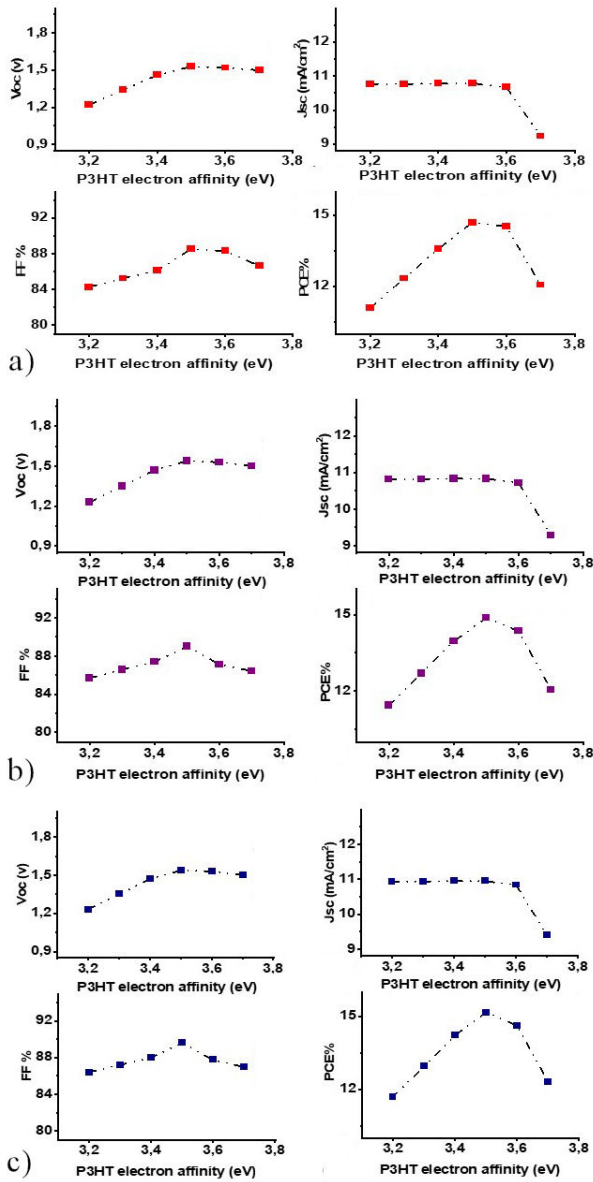 Voc (v)
1,8
1,5
1,2
0,9
3,2 3,4 3,6 3,8
P3HT electron affinity (eV)
Jsc (mA/cm²)
12
11
10
9
3,2 3,4 3,6 3,8
P3HT electron affinity (eV)
FF %
92
88
84
80
3,2 3,4 3,6 3,8
P3HT electron affinity (eV)
PCE%
15
12
3,2 3,4 3,6 3,8
P3HT electron affinity (eV)
a)
Voc (v)
1,8
1,5
1,2
0,9
3,2 3,4 3,6 3,8
P3HT electron affinity (eV)
Jsc (mA/cm²)
12
11
10
9
3,2 3,4 3,6 3,8
P3HT electron affinity (eV)
FF %
92
88
84
80
3,2 3,4 3,6 3,8
P3HT electron affinity (eV)
PCE%
15
12
3,2 3,4 3,6 3,8
P3HT electron affinity (eV)
b)
Voc (v)
1,8
1,5
1,2
0,9
3,2 3,4 3,6 3,8
P3HT electron affinity (eV)
Jsc (mA/cm²)
12
11
10
9
3,2 3,4 3,6 3,8
P3HT electron affinity (eV)
FF %
92
88
84
80
3,2 3,4 3,6 3,8
P3HT electron affinity (eV)
PCE%
15
12
3,2 3,4 3,6 3,8
P3HT electron affinity (eV)
c)